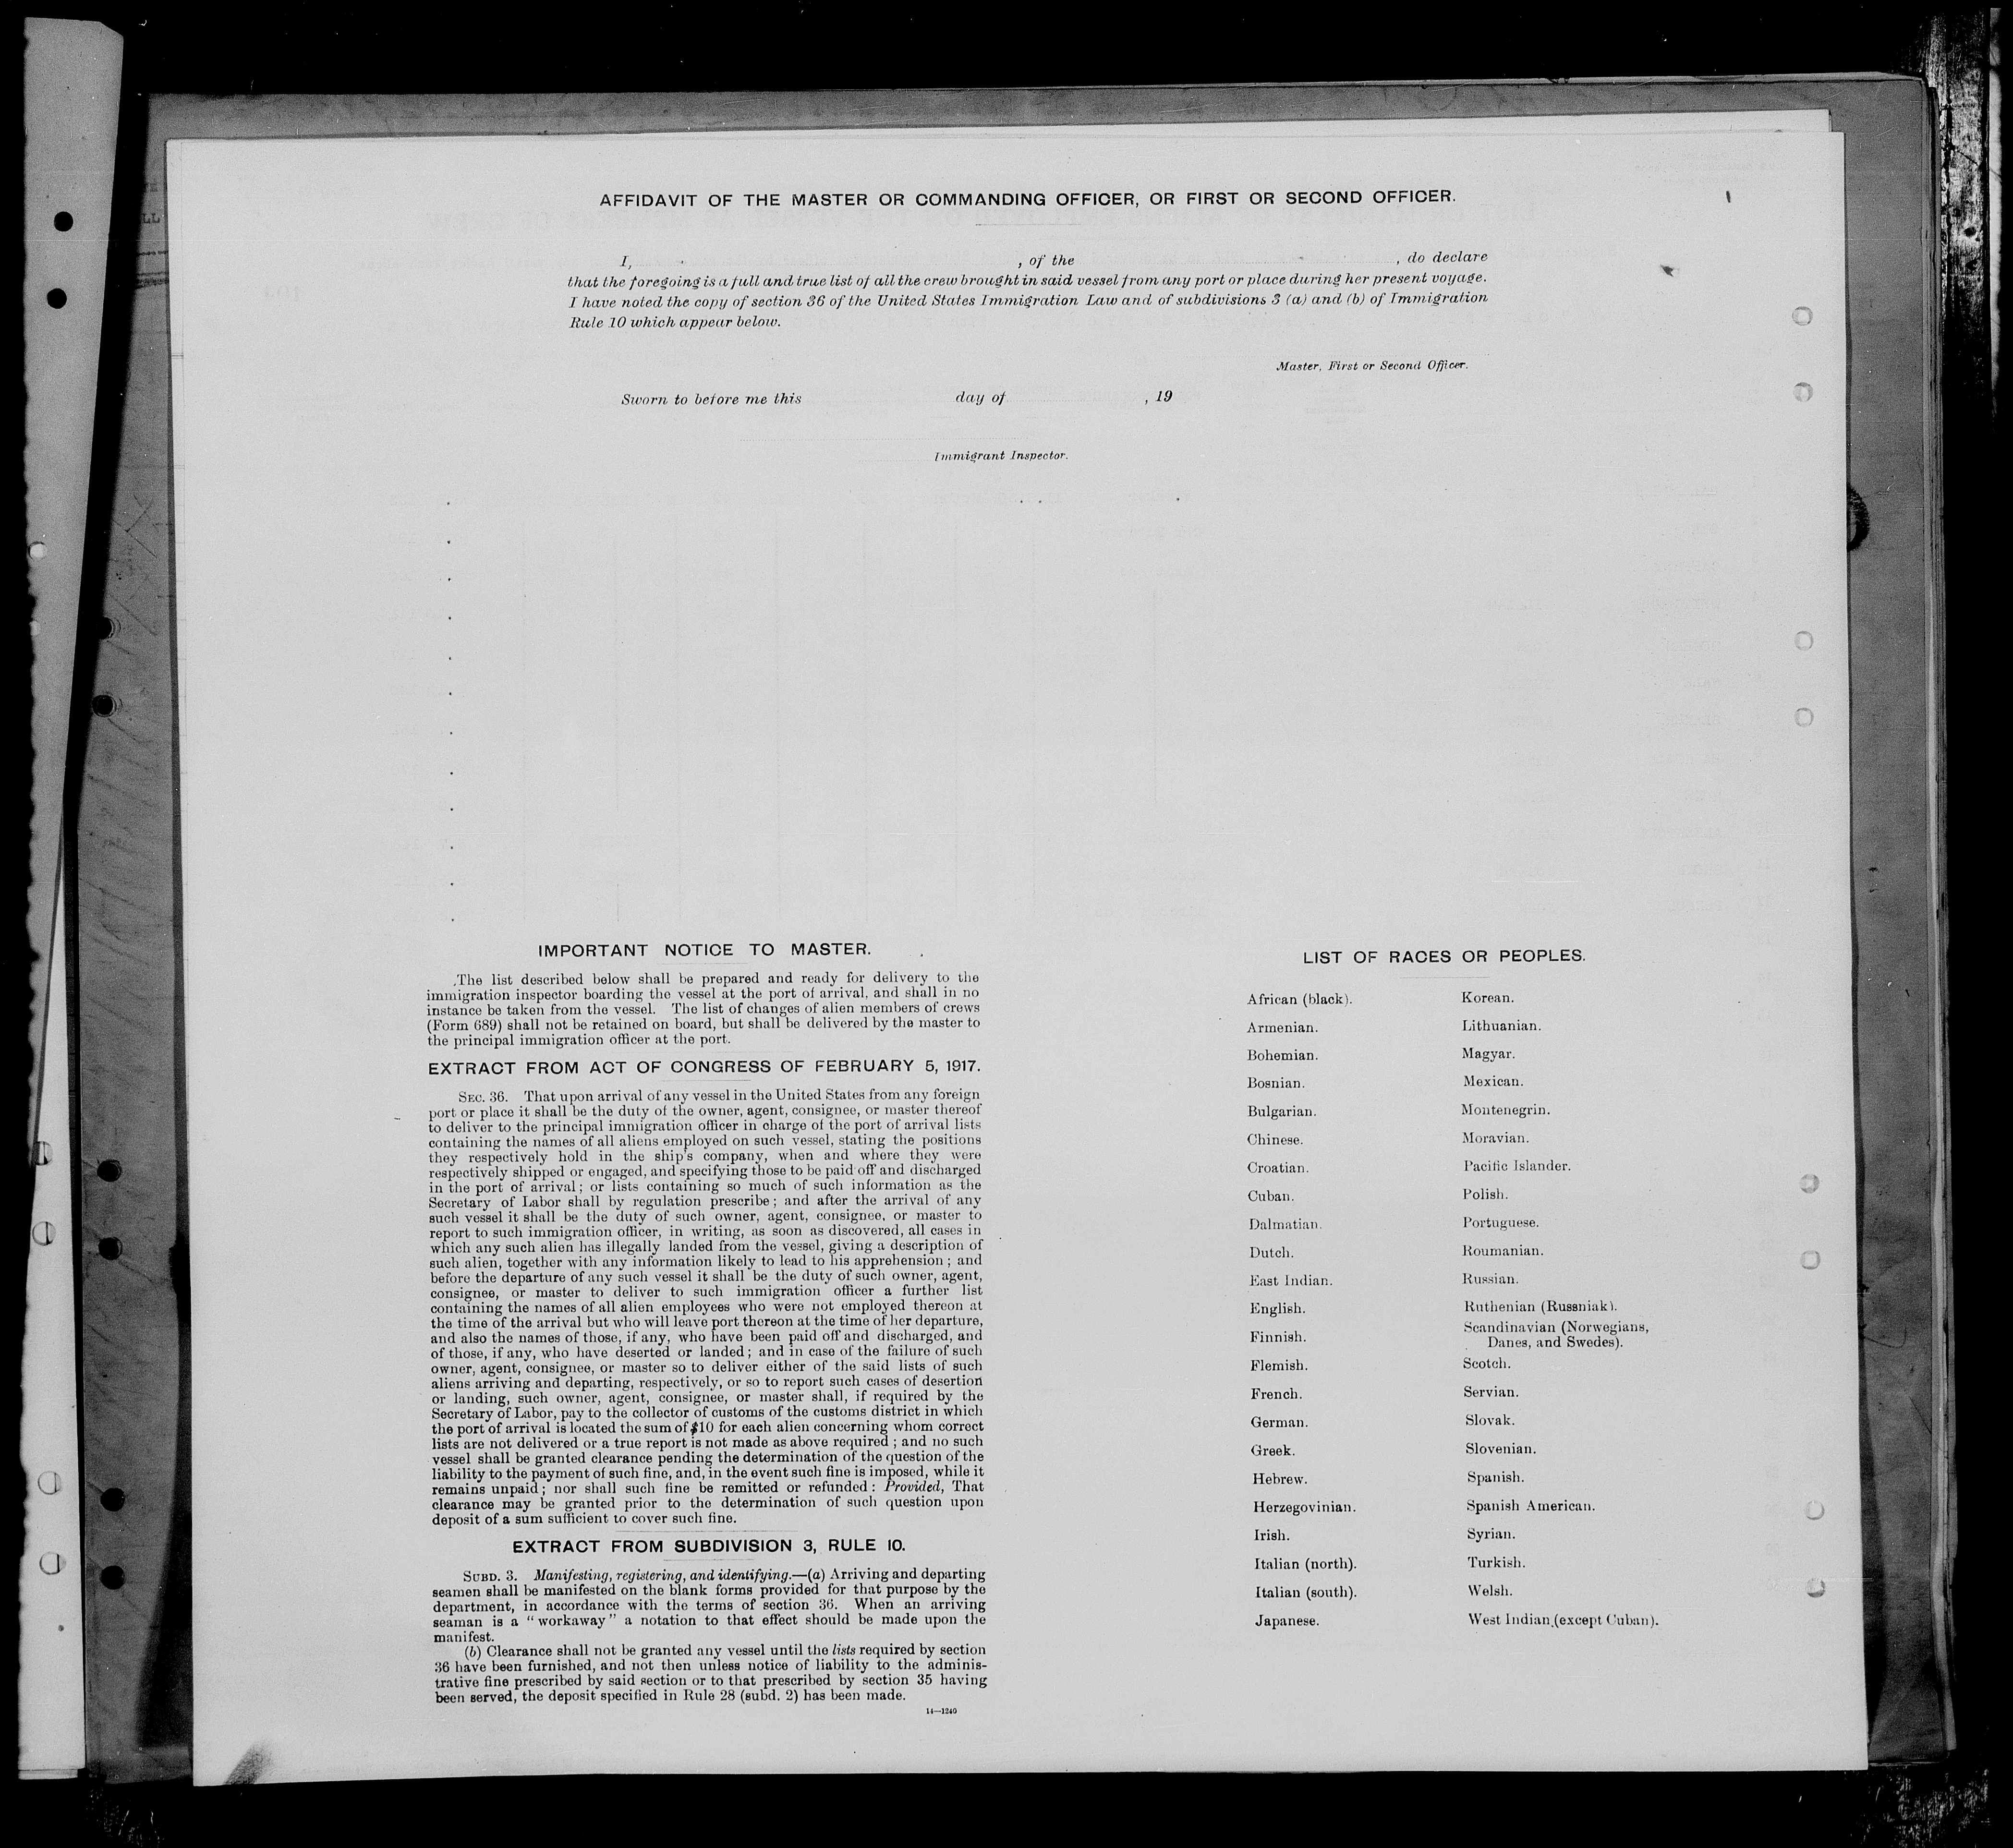 AFFIDAVIT OF THE MASTER OR COMMANDING OFFICER, OR FIRST OR SECOND OFFICER.
I, , of the , do declare
that the foregoing is a full and true list of all the crew brought in said vessel from any port or place during her present voyage.
I have noted the copy of section 36 of the United States Immigration Law and of subdivisions 3 (a) and (b) of Immigration
Rule 10 which appear below.
Master, First or Second Officer.
Sworn to before me this day of , 19
Immigrant Inspector.
IMPORTANT NOTICE TO MASTER.
The list described below shall be prepared and ready for delivery to the
immigration inspector boarding the vessel at the port of arrival, and shall in no
instance be taken from the vessel. The list of changes of alien members of crews
(Form 689) shall not be retained on board, but shall be delivered by the master to
the principal immigration officer at the port.
EXTRACT FROM ACT OF CONGRESS OF FEBRUARY 5, 1917.
SEC. 36. That upon arrival of any vessel in the United States from any foreign
port or place it shall be the duty of the owner, agent, consignee, or master thereof
to deliver to the principal immigration officer in charge of the port of arrival lists
containing the names of all aliens employed on such vessel, stating the positions
they respectively hold in the ship's company, when and where they were
respectively shipped or engaged, and specifying those to be paid off and discharged
in the port of arrival; or lists containing so much of such information as the
Secretary of Labor shall by regulation prescribe; and after the arrival of any
such vessel it shall be the duty of such owner, agent, consignee, or master to
report to such immigration officer, in writing, as soon as discovered, all cases in
which any such alien has illegally landed from the vessel, giving a description of
such alien, together with any information likely to lead to his apprehension; and
before the departure of any such vessel it shall be the duty of such owner, agent,
consignee, or master to deliver to such immigration officer a further list
containing the names of all alien employees who were not employed thereon at
the time of the arrival but who will leave port thereon at the time of her departure,
and also the names of those, if any, who have been paid off and discharged, and
of those, if any, who have deserted or landed; and in case of the failure of such
owner, agent, consignee, or master so to deliver either of the said lists of such
aliens arriving and departing, respectively, or so to report such cases of desertion
or landing, such owner, agent, consignee, or master shall, if required by the
Secretary of Labor, pay to the collector of customs of the customs district in which
the port of arrival is located the sum of $10 for each alien concerning whom correct
lists are not delivered or a true report is not made as above required; and no such
vessel shall be granted clearance pending the determination of the question of the
liability to the payment of such fine, and, in the event such fine is imposed, while it
remains unpaid; nor shall such fine be remitted or refunded: Provided, That
clearance may be granted prior to the determination of such question upon
deposit of a sum sufficient to cover such fine.
EXTRACT FROM SUBDIVISION 3, RULE 10.
SUBD. 3. Manifesting, registering, and identifying.—(a) Arriving and departing
seamen shall be manifested on the blank forms provided for that purpose by the
department, in accordance with the terms of section 36. When an arriving
seaman is a "workaway" a notation to that effect should be made upon the
manifest.
(b) Clearance shall not be granted any vessel until the lists required by section
36 have been furnished, and not then unless notice of liability to the adminis-
trative fine prescribed by said section or to that prescribed by section 35 having
been served, the deposit specified in Rule 28 (subd. 2) has been made.
14—1240
LIST OF RACES OR PEOPLES.
African (black).
Armenian.
Bohemian.
Bosnian.
Bulgarian.
Chinese.
Croatian.
Cuban.
Dalmatian.
Dutch.
East Indian.
English.
Finnish.
Flemish.
French.
German.
Greek.
Hebrew.
Herzegovinian.
Irish.
Italian (north).
Italian (south).
Japanese.
Korean.
Lithuanian.
Magyar.
Mexican.
Montenegrin.
Moravian.
Pacific Islander.
Polish.
Portuguese.
Roumanian.
Russian.
Ruthenian (Russniak).
Scandinavian (Norwegians,
Danes, and Swedes).
Scotch.
Servian.
Slovak.
Slovenian.
Spanish.
Spanish American.
Syrian.
Turkish.
Welsh.
West Indian (except Cuban).